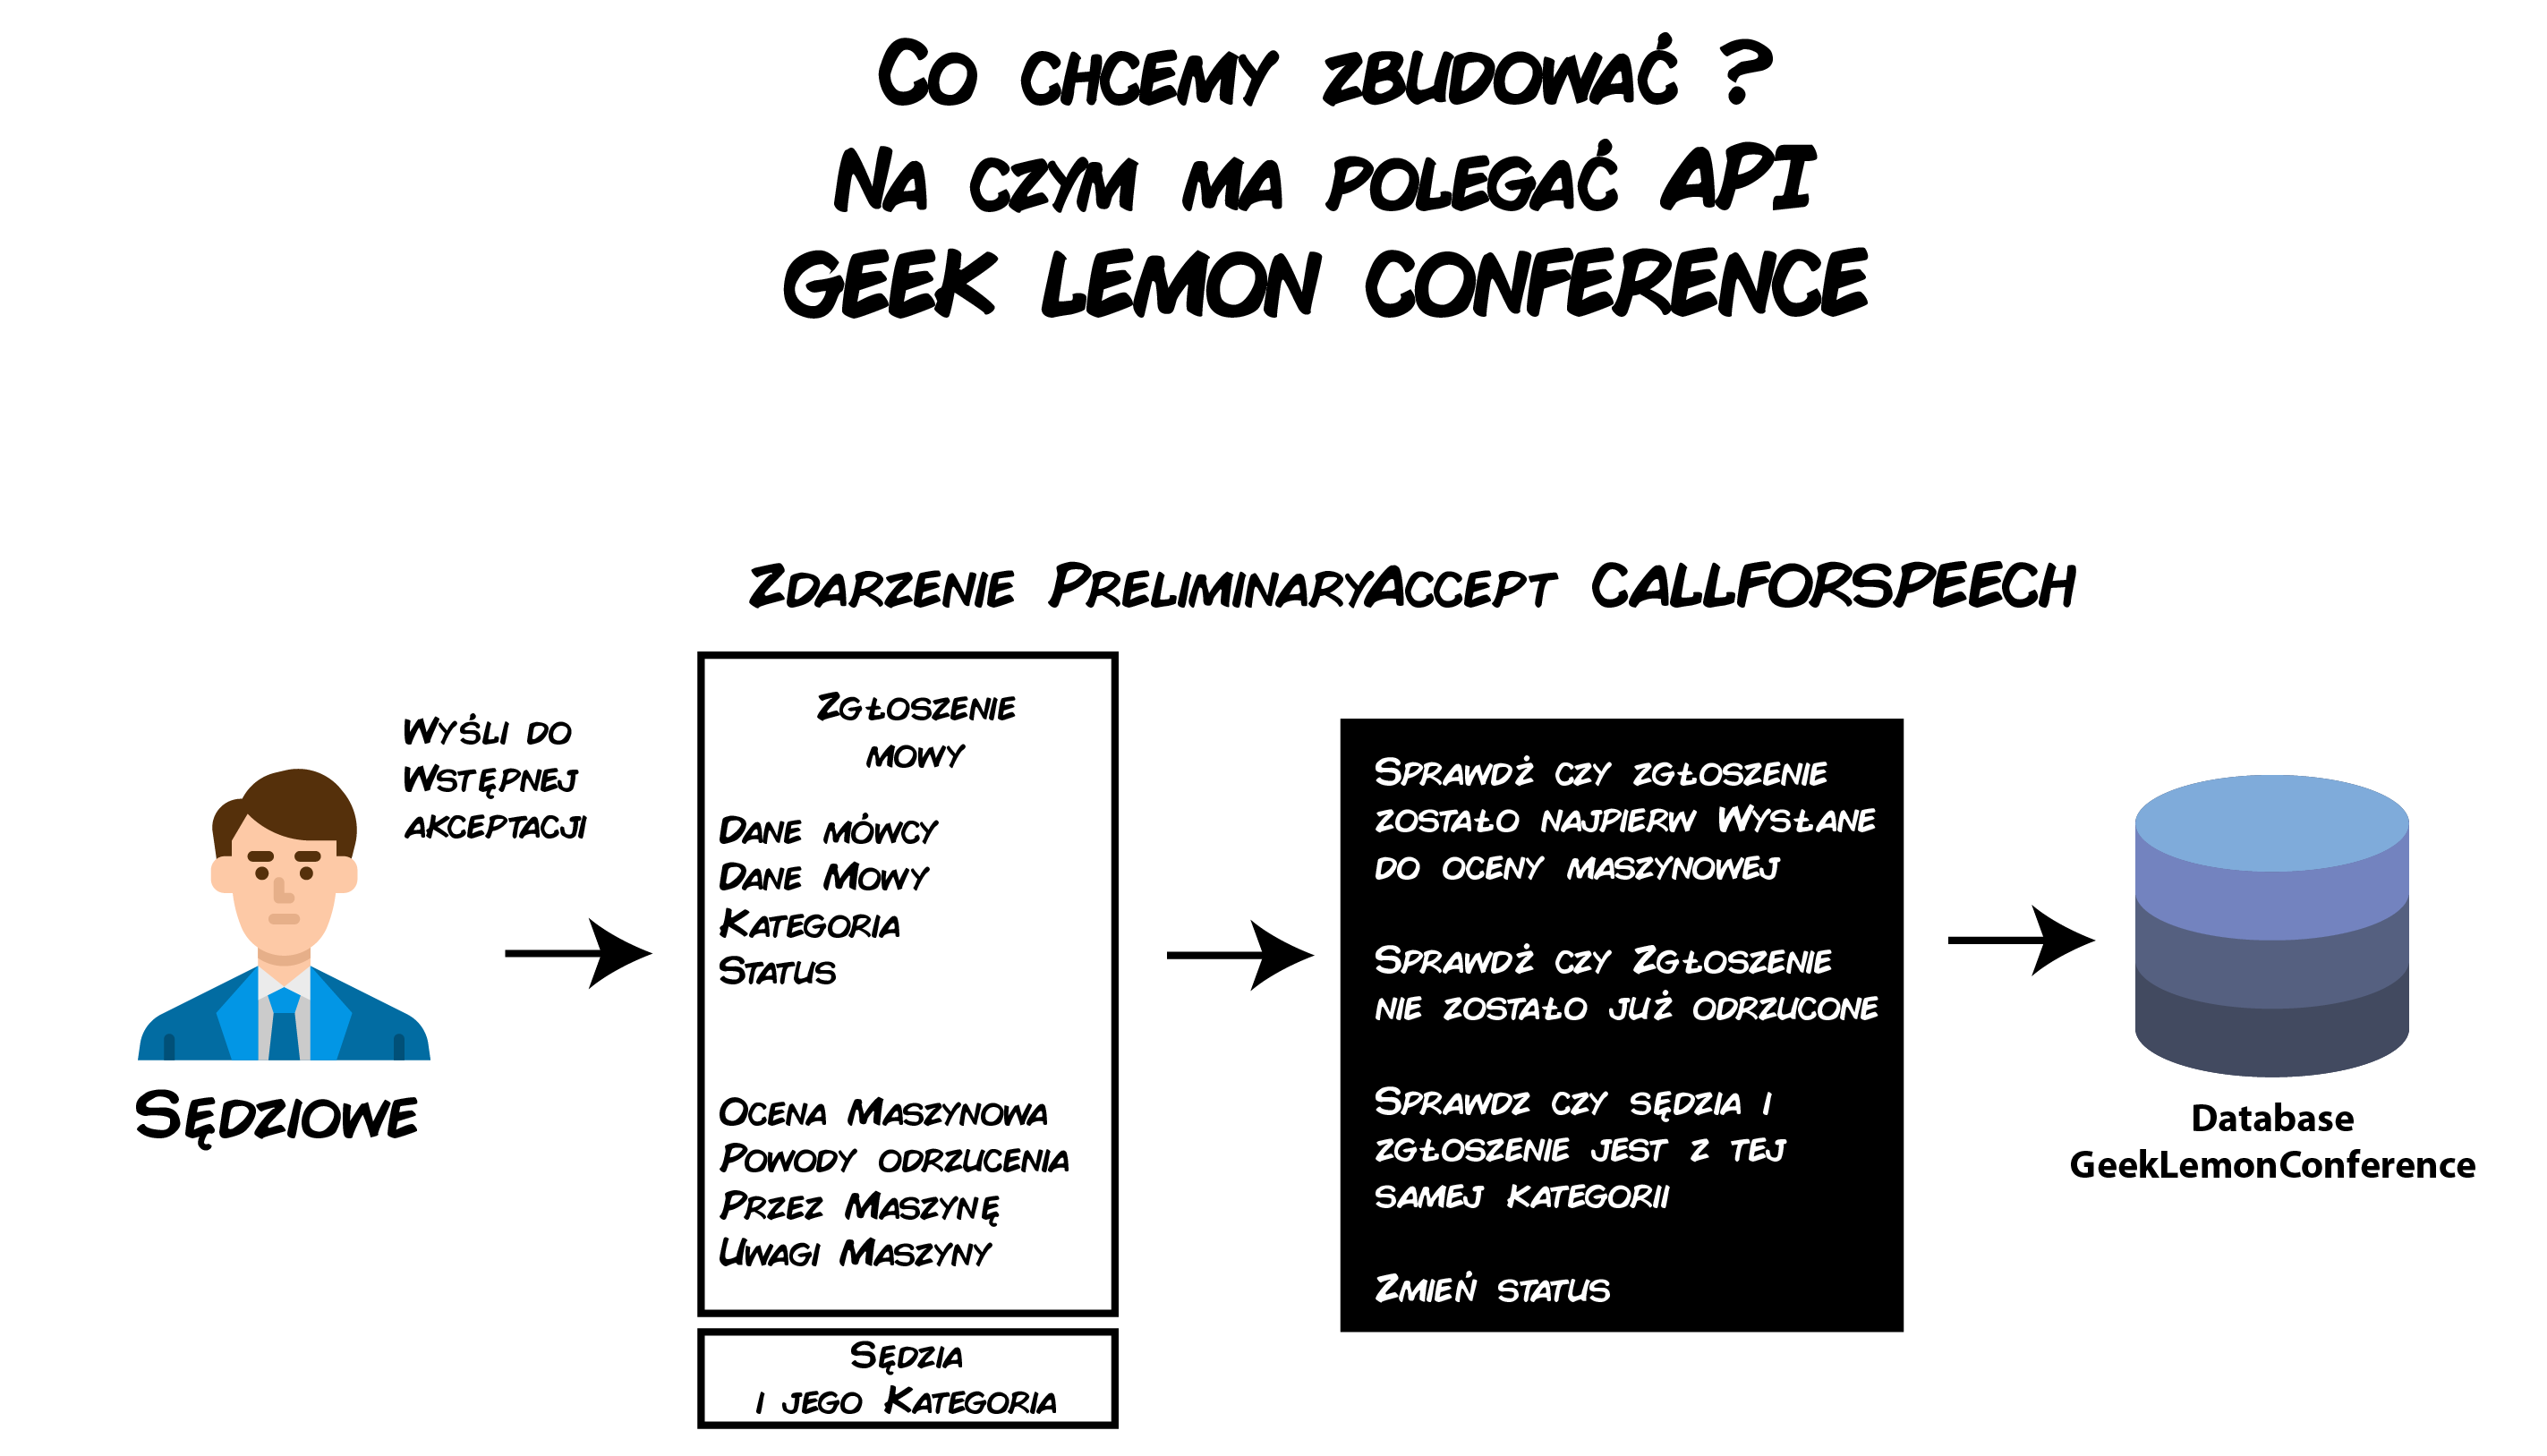 Co chcemy zbudować ?
Na czym ma polegać API
GEEK LEMON CONFERENCE
Zdarzenie PreliminaryAccept CALLFORSPEECH
Wyśli do
Wstępnej
akceptacji
Sędziowe
Zgłoszenie
mowy
Dane mówcy
Dane Mowy
Kategoria
Status
Ocena Maszynowa
Powody odrzucenia
Przez Maszynę
Uwagi Maszyny
Sędzia
i jego Kategoria
Sprawdź czy zgłoszenie
zostało najpierw Wysłane
do oceny maszynowej
Sprawdź czy Zgłoszenie
nie zostało już odrzucone
Sprawdz czy sędzia i
zgłoszenie jest z tej
samej kategorii
Zmień status
Database
GeekLemonConference